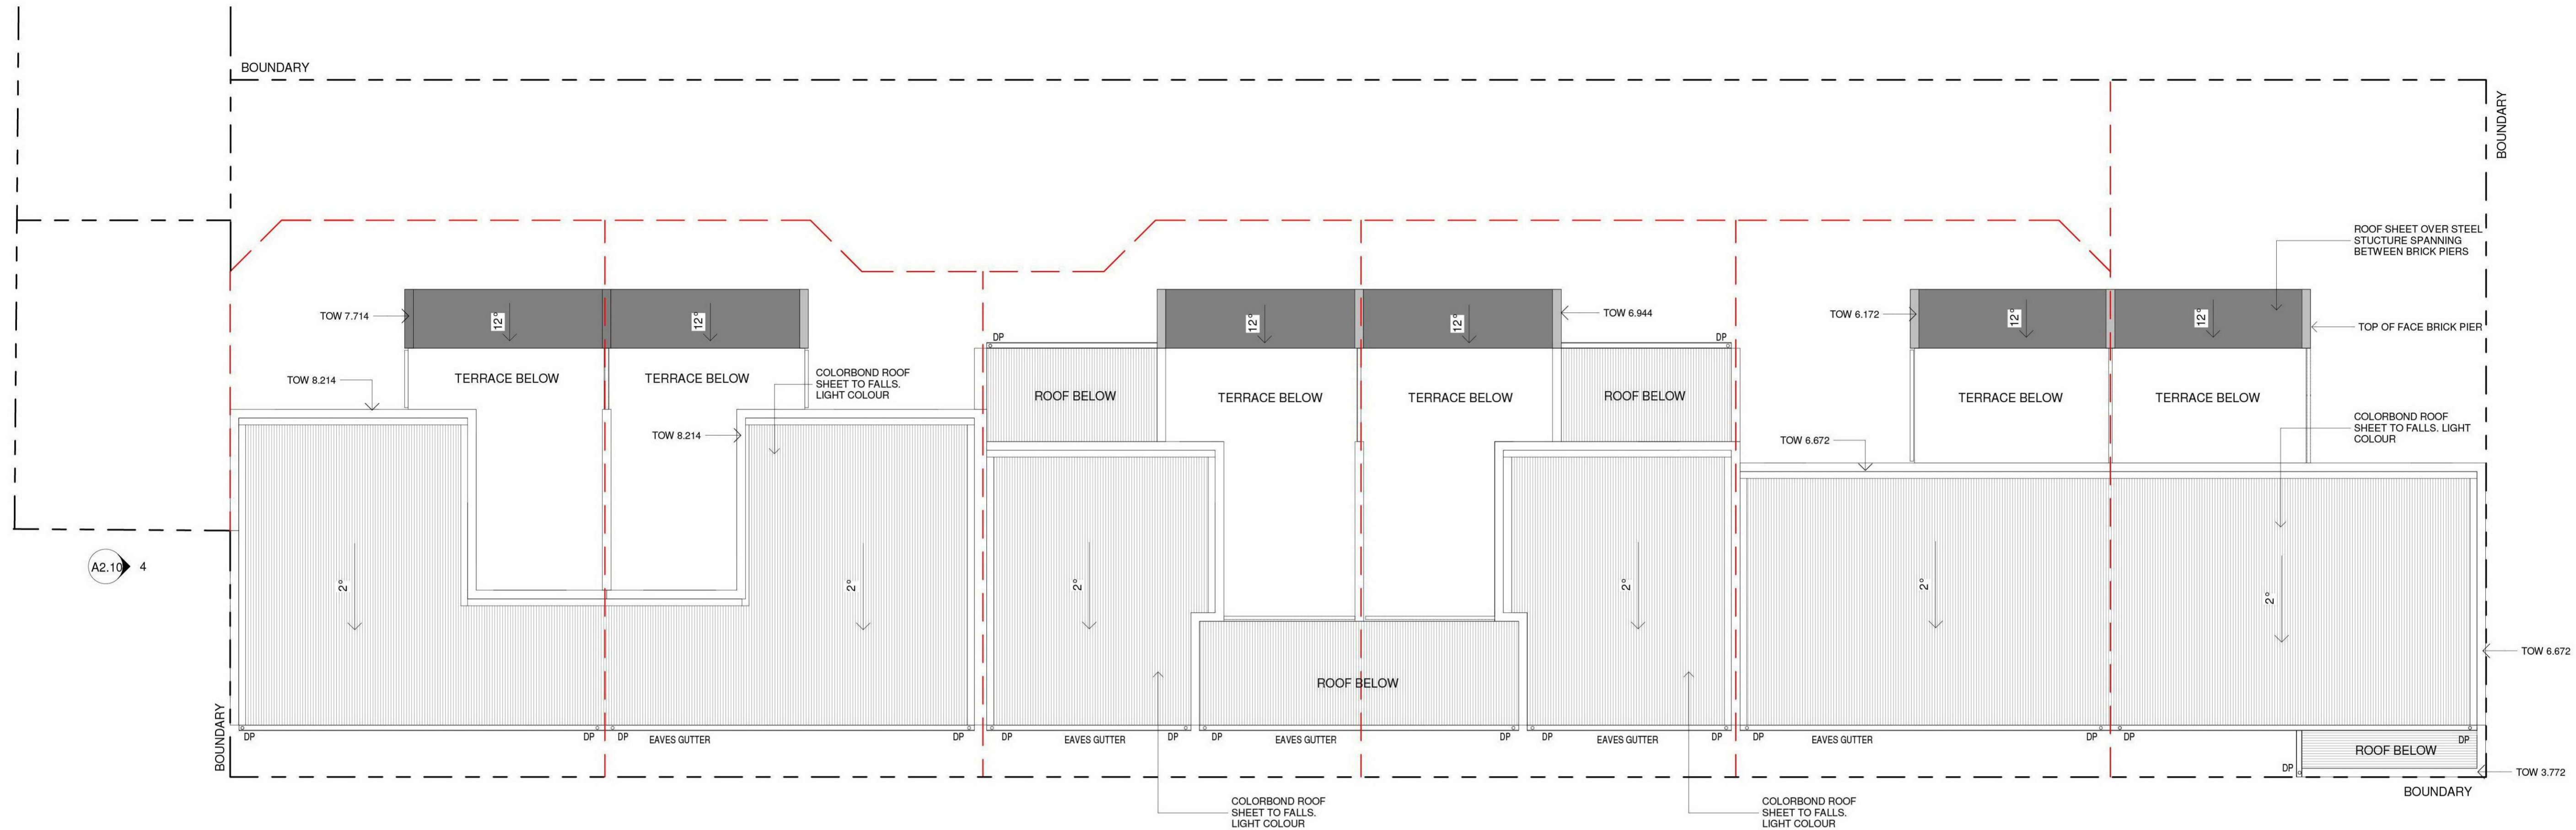 BOUNDARY
BOUNDARY
ROOF SHEET OVER STEEL
STUCTURE SPANNING
BETWEEN BRICK PIERS
TOW 7.714
12°
12°
12°
12°
TOW 6.944
TOW 6.172
12°
12°
TOP OF FACE BRICK PIER
DP
DP
TOW 8.214
TERRACE BELOW
TERRACE BELOW
COLORBOND ROOF
SHEET TO FALLS.
LIGHT COLOUR
ROOF BELOW
TERRACE BELOW
TERRACE BELOW
ROOF BELOW
TERRACE BELOW
TERRACE BELOW
TOW 8.214
TOW 6.672
COLORBOND ROOF
SHEET TO FALLS. LIGHT
COLOUR
A2.10
4
2°
2°
2°
2°
2°
2°
TOW 6.672
ROOF BELOW
BOUNDARY
DP
DP
DP
EAVES GUTTER
DP
DP
EAVES GUTTER
DP
DP
EAVES GUTTER
DP
DP
EAVES GUTTER
DP
DP
EAVES GUTTER
DP
DP
DP
ROOF BELOW
DP
TOW 3.772
BOUNDARY
COLORBOND ROOF
SHEET TO FALLS.
LIGHT COLOUR
COLORBOND ROOF
SHEET TO FALLS.
LIGHT COLOUR